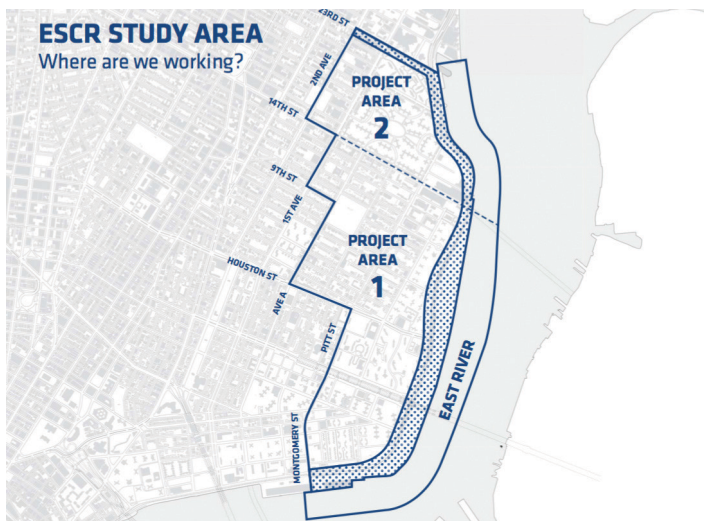 ESCR STUDY AREA
Where are we working?
23RD ST
2ND AVE
PROJECT
AREA
2
14TH ST
9TH ST
1ST AVE
PROJECT
AREA
1
HOUSTON ST
AVE A
PITT ST
EAST RIVER
MONTGOMERY ST